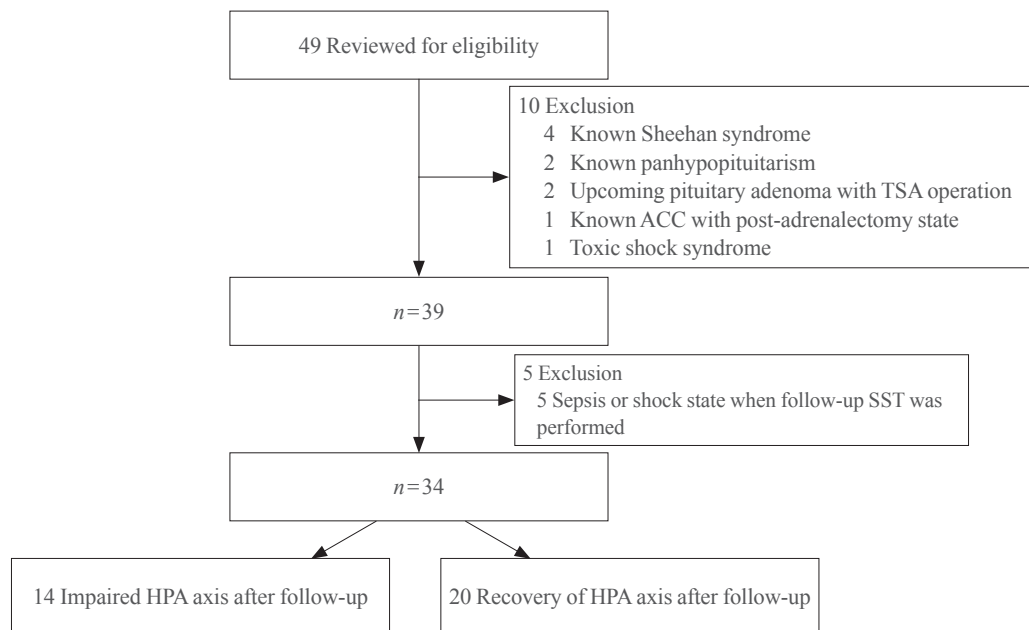 49 Reviewed for eligibility
10 Exclusion
4 Known Sheehan syndrome
2 Known panhypopituitarism
2 Upcoming pituitary adenoma with TSA operation
1 Known ACC with post-adrenalectomy state
1 Toxic shock syndrome
n=39
5 Exclusion
5 Sepsis or shock state when follow-up SST was
performed
n=34
14 Impaired HPA axis after follow-up
20 Recovery of HPA axis after follow-up